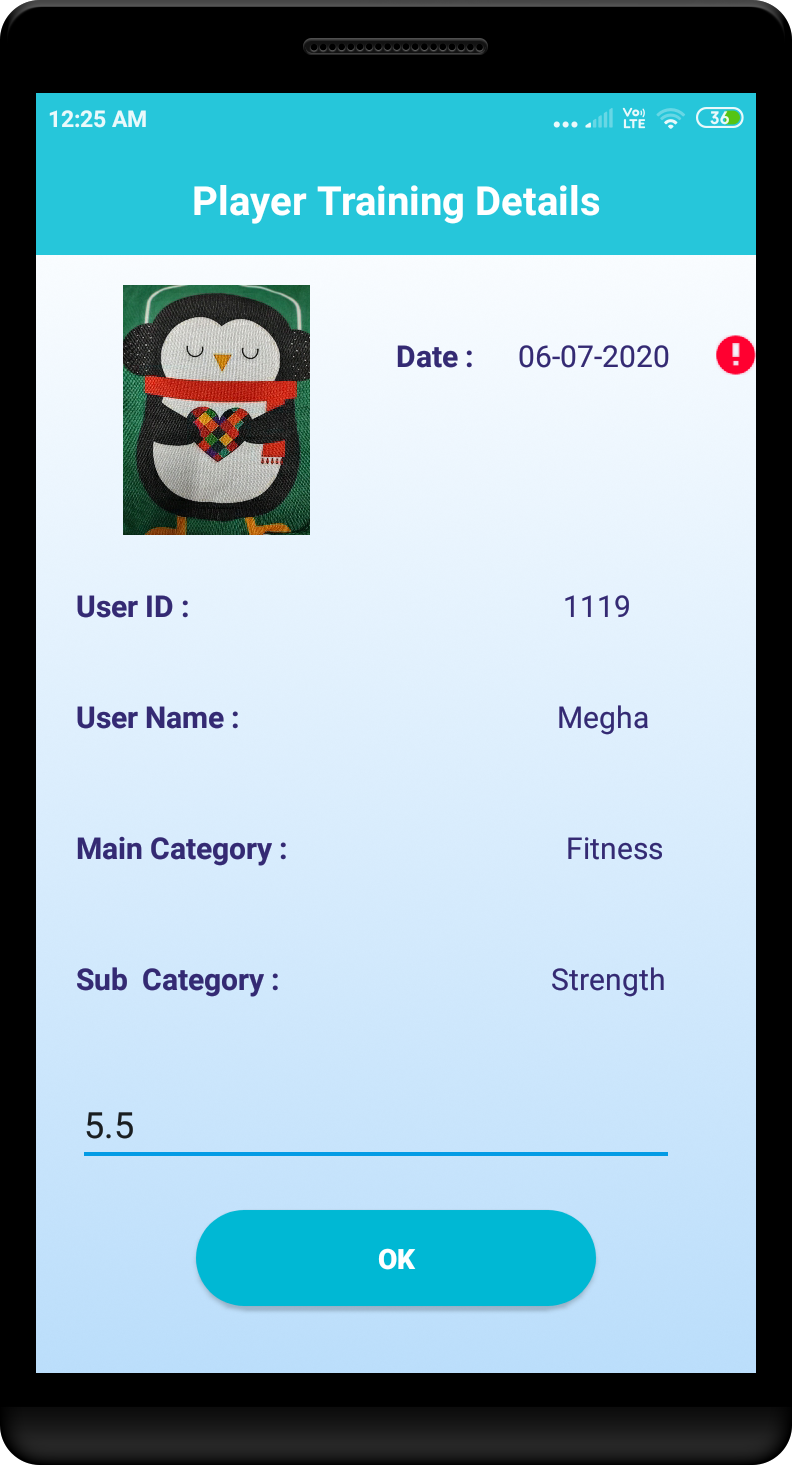 12:25 AM Vo)) LTE 36
Player Training Details
Date : 06-07-2020
User ID : 1119
User Name : Megha
Main Category : Fitness
Sub  Category : Strength
5.5
OK